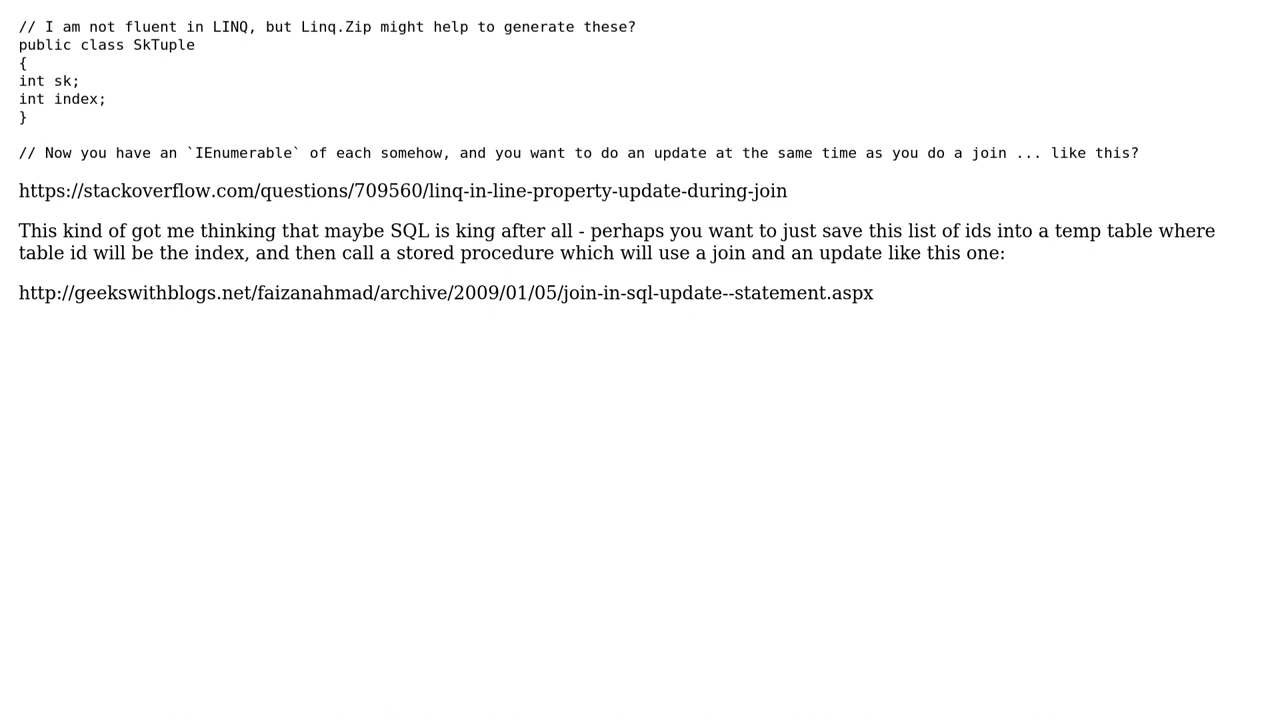 // I am not fluent in LINQ, but Linq.Zip might help to generate these?
public class SkTuple
{
int sk;
int index;
}
// Now you have an `IEnumerable` of each somehow, and you want to do an update at the same time as you do a join ... like this?
https://stackoverflow.com/questions/709560/linq-in-line-property-update-during-join
This kind of got me thinking that maybe SQL is king after all - perhaps you want to just save this list of ids into a temp table where
table id will be the index, and then call a stored procedure which will use a join and an update like this one:
http://geekswithblogs.net/faizanahmad/archive/2009/01/05/join-in-sql-update--statement.aspx